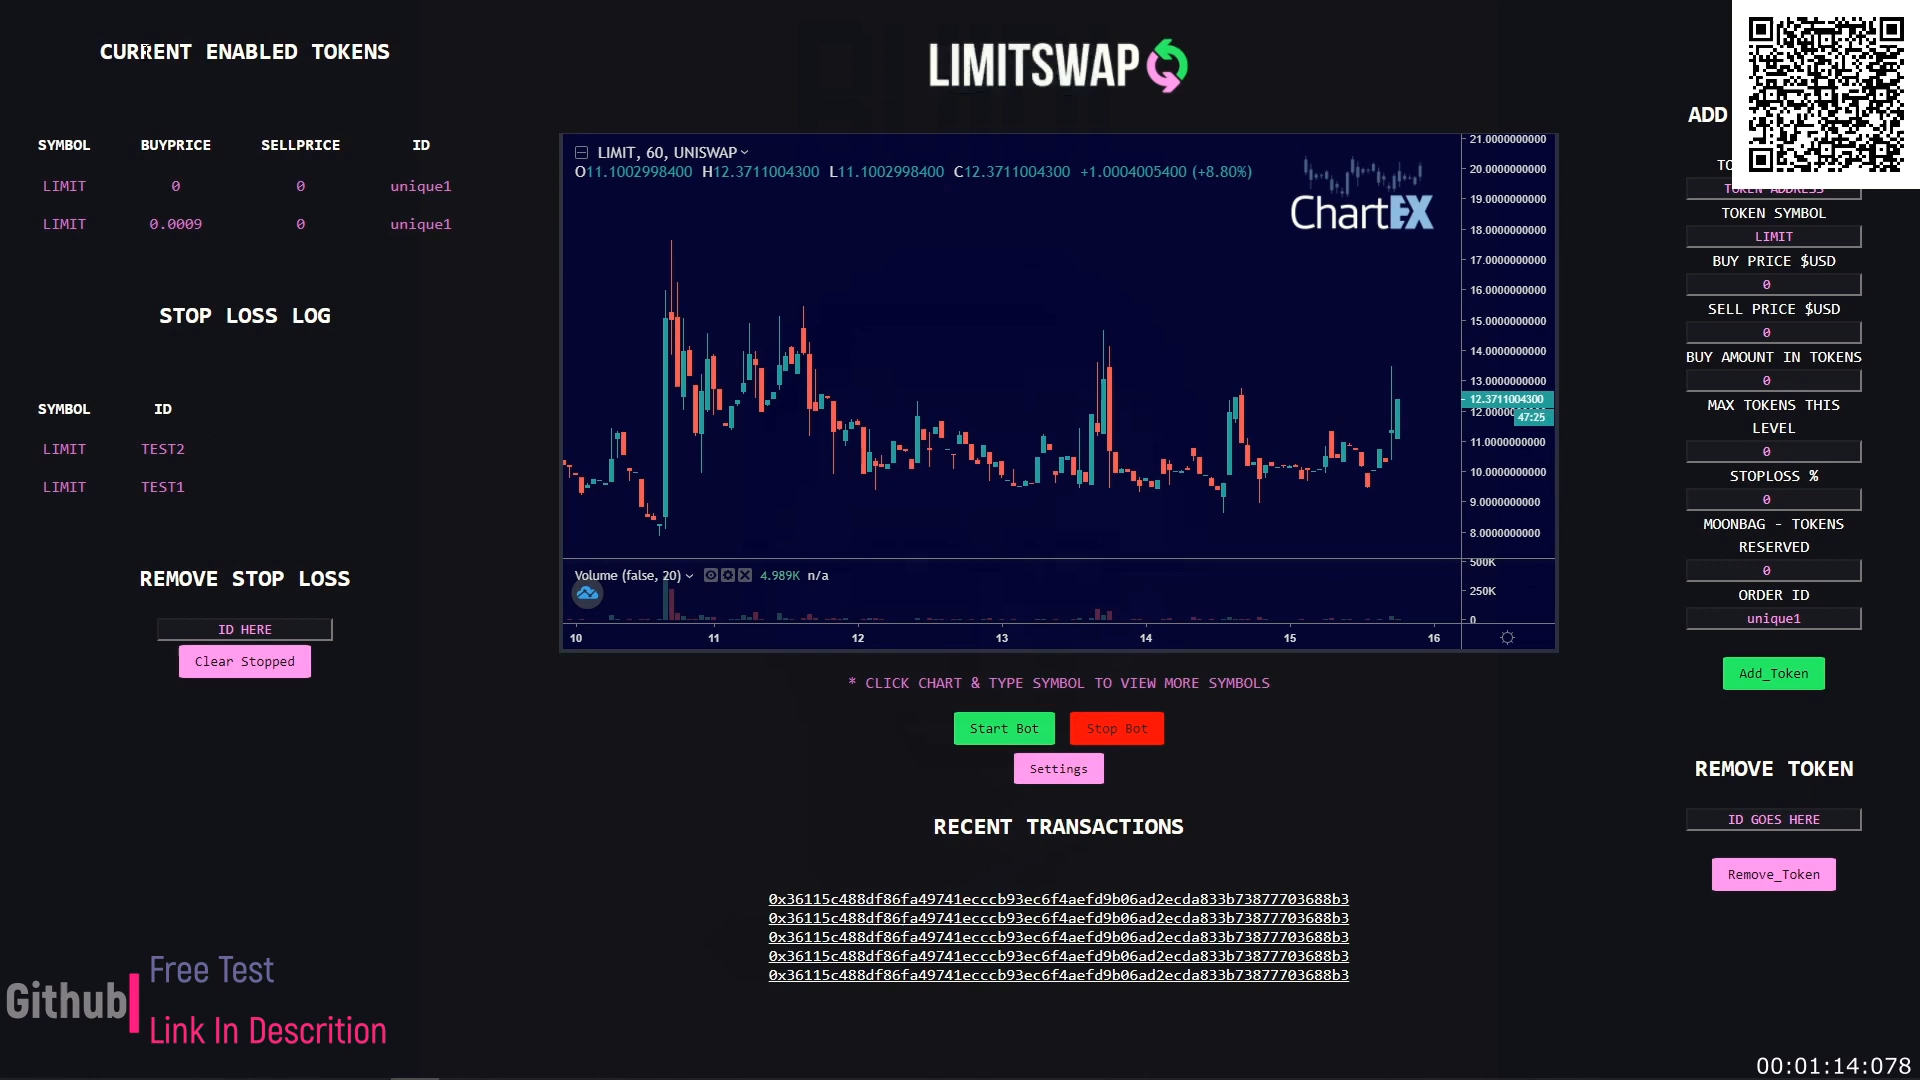 CURRENT ENABLED TOKENS
SYMBOL BUYPRICE SELLPRICE ID
LIMIT 0 0 unique1
LIMIT 0.0009 0 unique1
STOP LOSS LOG
SYMBOL ID
LIMIT TEST2
LIMIT TEST1
REMOVE STOP LOSS
ID HERE
Clear Stopped
Github
Free Test
Link In Descrition
LIMITSWAP
LIMIT, 60, UNISWAP
O11.1002998400 H12.3711004300 L11.1002998400 C12.3711004300 +1.0004005400 (+8.80%)
ChartEX
21.0000000000
20.0000000000
19.0000000000
18.0000000000
17.0000000000
16.0000000000
15.0000000000
14.0000000000
13.0000000000
12.3711004300
12.0000
47:25
11.0000000000
10.0000000000
9.0000000000
8.0000000000
Volume (false, 20) 4.989K n/a
500K
250K
0
10 11 12 13 14 15 16
* CLICK CHART & TYPE SYMBOL TO VIEW MORE SYMBOLS
Start Bot Stop Bot
Settings
RECENT TRANSACTIONS
0x36115c488df86fa49741ecccb93ec6f4aefd9b06ad2ecda833b73877703688b3
0x36115c488df86fa49741ecccb93ec6f4aefd9b06ad2ecda833b73877703688b3
0x36115c488df86fa49741ecccb93ec6f4aefd9b06ad2ecda833b73877703688b3
0x36115c488df86fa49741ecccb93ec6f4aefd9b06ad2ecda833b73877703688b3
0x36115c488df86fa49741ecccb93ec6f4aefd9b06ad2ecda833b73877703688b3
ADD
TOKEN ADDRESS
TOKEN SYMBOL
LIMIT
BUY PRICE $USD
0
SELL PRICE $USD
0
BUY AMOUNT IN TOKENS
0
MAX TOKENS THIS
LEVEL
0
STOPLOSS %
0
MOONBAG - TOKENS
RESERVED
0
ORDER ID
unique1
Add_Token
REMOVE TOKEN
ID GOES HERE
Remove_Token
00:01:14:078